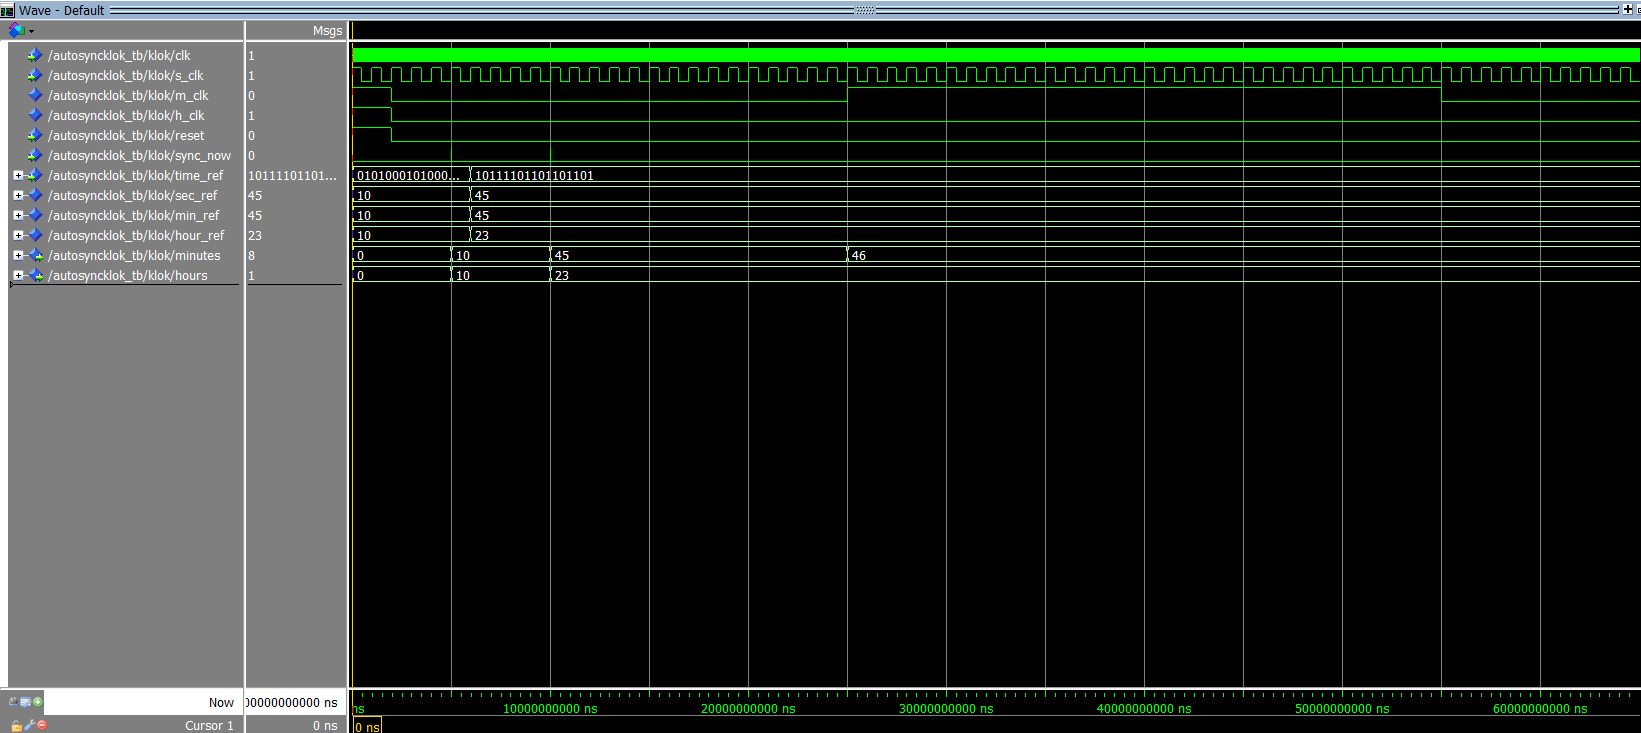 Wave - Default
Msgs
/autosyncklok_tb/klok/clk 1
/autosyncklok_tb/klok/s_clk 1
/autosyncklok_tb/klok/m_clk 0
/autosyncklok_tb/klok/h_clk 1
/autosyncklok_tb/klok/reset 0
/autosyncklok_tb/klok/sync_now 0
/autosyncklok_tb/klok/time_ref 10111101101... 0101000101000... 10111101101101101
/autosyncklok_tb/klok/sec_ref 45 10 45
/autosyncklok_tb/klok/min_ref 45 10 45
/autosyncklok_tb/klok/hour_ref 23 10 23
/autosyncklok_tb/klok/minutes 8 0 10 45 46
/autosyncklok_tb/klok/hours 1 0 10 23
Now 00000000000 ns ns 10000000000 ns 20000000000 ns 30000000000 ns 40000000000 ns 50000000000 ns 60000000000 ns
Cursor 1 0 ns 0 ns